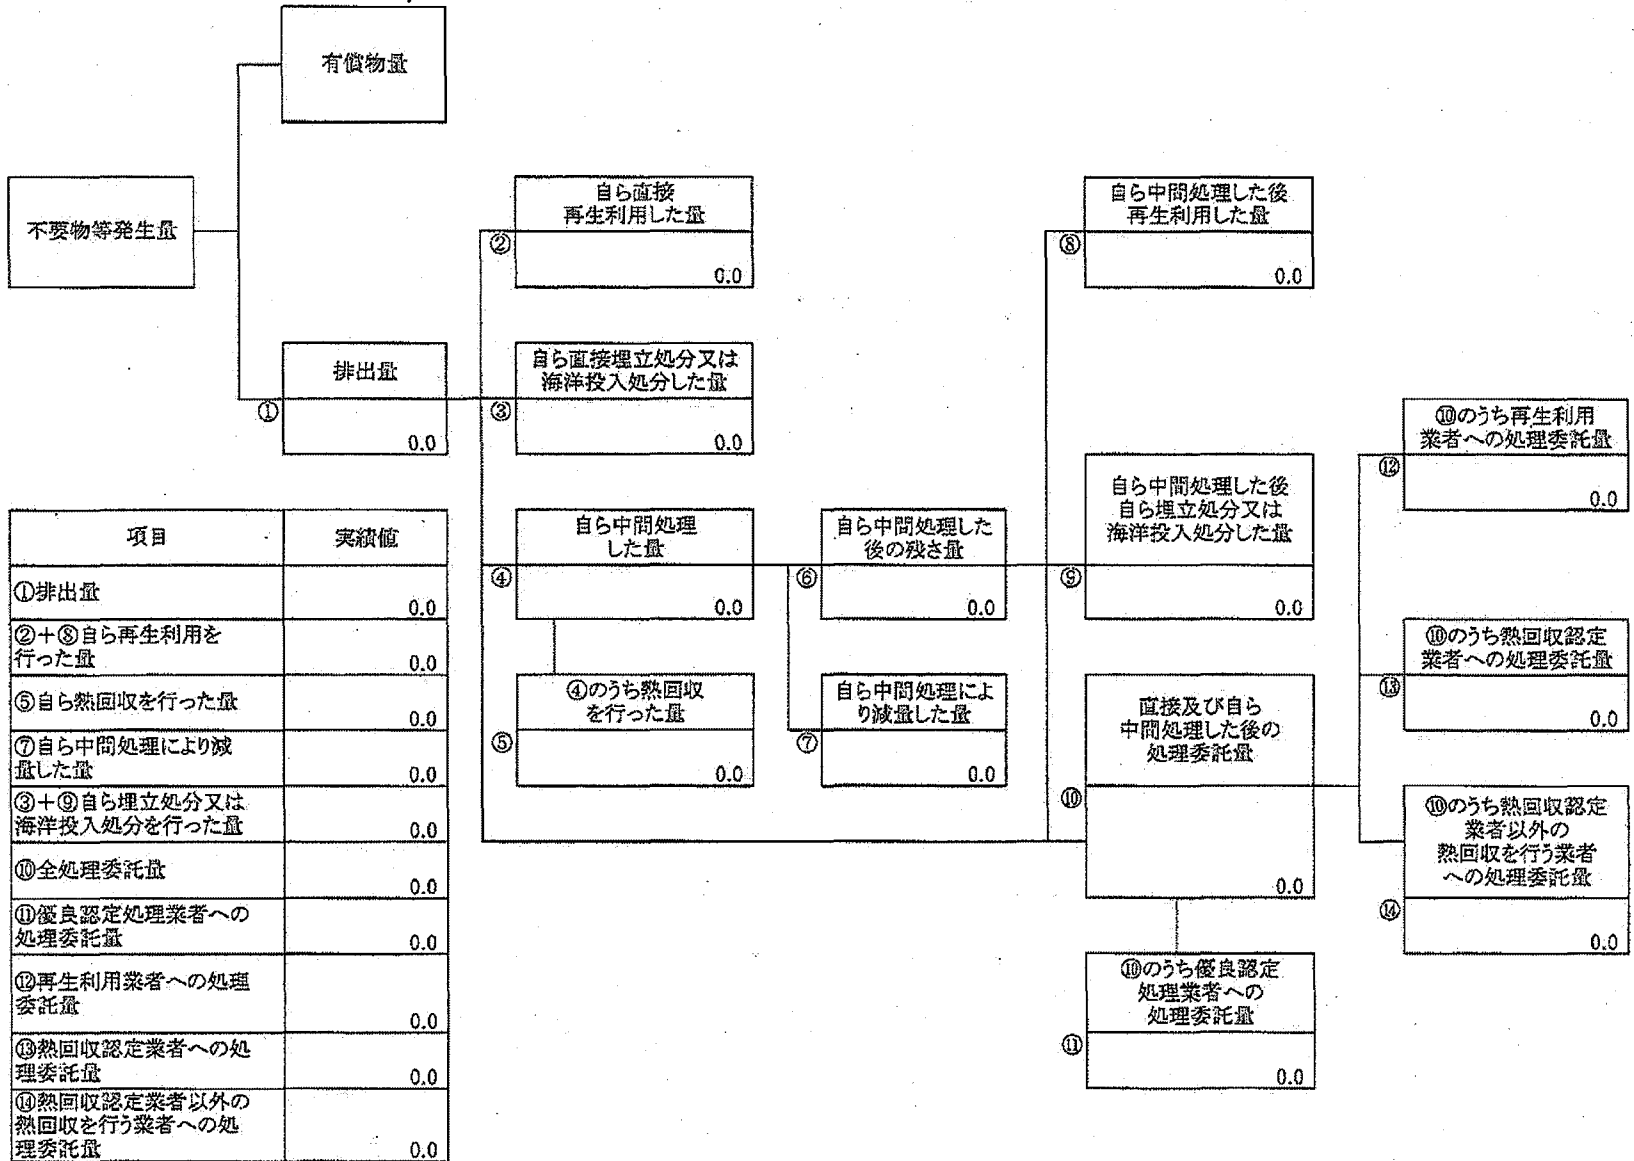 有償物量
不要物等発生量
自ら直接
再生利用した量
②
0.0
自ら中間処理した後
再生利用した量
⑧
0.0
排出量
①
0.0
自ら直接埋立処分又は
海洋投入処分した量
③
0.0
⑩のうち再生利用
業者への処理委託量
⑫
0.0
自ら中間処理
した量
④
0.0
自ら中間処理した
後の残さ量
⑥
0.0
自ら中間処理した後
自ら埋立処分又は
海洋投入処分した量
⑨
0.0
⑩のうち熱回収認定
業者への処理委託量
⑬
0.0
④のうち熱回収
を行った量
⑤
0.0
自ら中間処理によ
り減量した量
⑦
0.0
直接及び自ら
中間処理した後の
処理委託量
⑩
0.0
⑩のうち熱回収認定
業者以外の
熱回収を行う業者
への処理委託量
⑭
0.0
⑩のうち優良認定
処理業者への
処理委託量
⑪
0.0
項目 実績値
①排出量
0.0
②+⑧自ら再生利用を
行った量
0.0
⑤自ら熱回収を行った量
0.0
⑦自ら中間処理により減
量した量
0.0
③+⑨自ら埋立処分又は
海洋投入処分を行った量
0.0
⑩全処理委託量
0.0
⑪優良認定処理業者への
処理委託量
0.0
⑫再生利用業者への処理
委託量
0.0
⑬熱回収認定業者への処
理委託量
0.0
⑭熱回収認定業者以外の
熱回収を行う業者への処
理委託量
0.0